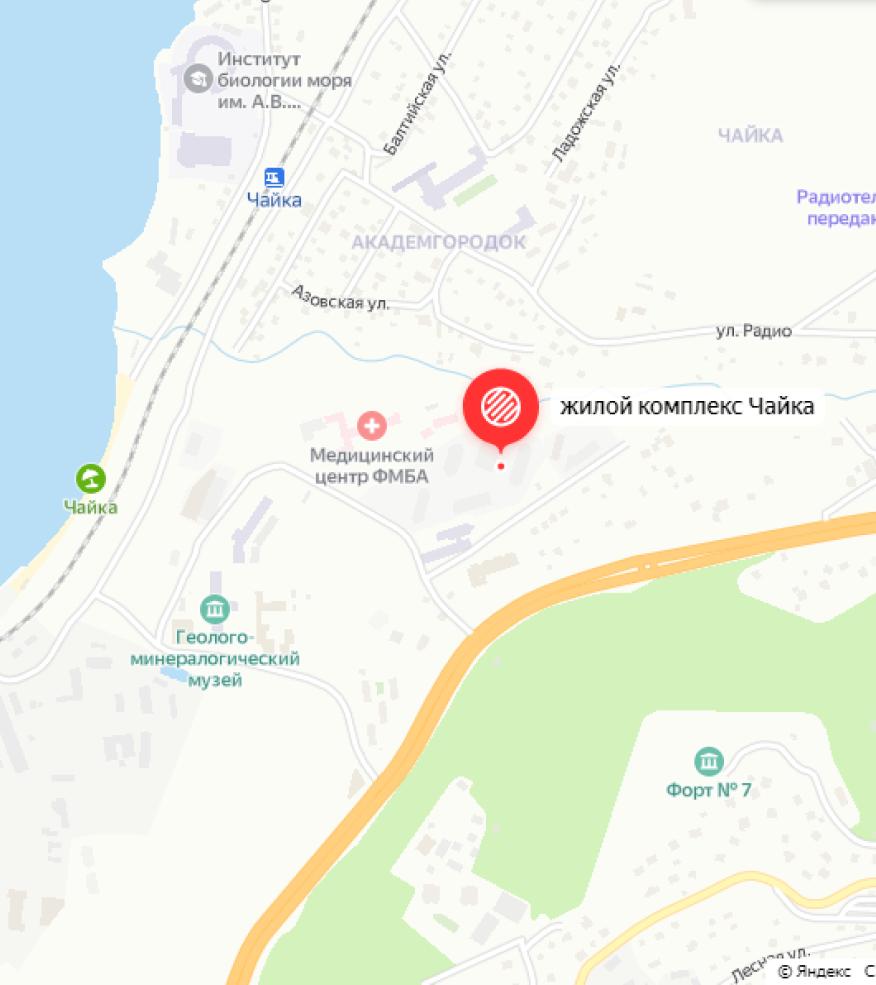 Институт
биологии моря
им. А.В....
Балтийская ул.
Ладожская ул.
ЧАЙКА
Чайка
Радиотел
передак
АКАДЕМГОРОДОК
Азовская ул.
ул. Радио
жилой комплекс Чайка
Медицинский
центр ФМБА
Чайка
Геолого-
минералогический
музей
Форт № 7
Лесная ул.
© Яндекс С